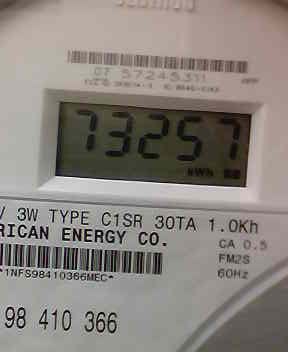 07 57245311
73257
kWh
V 3W TYPE C1SR 30TA 1.0Kh
RICAN ENERGY CO.
CA 0.5
FM2S
60Hz
*1NFS98410366MEC*
98 410 366